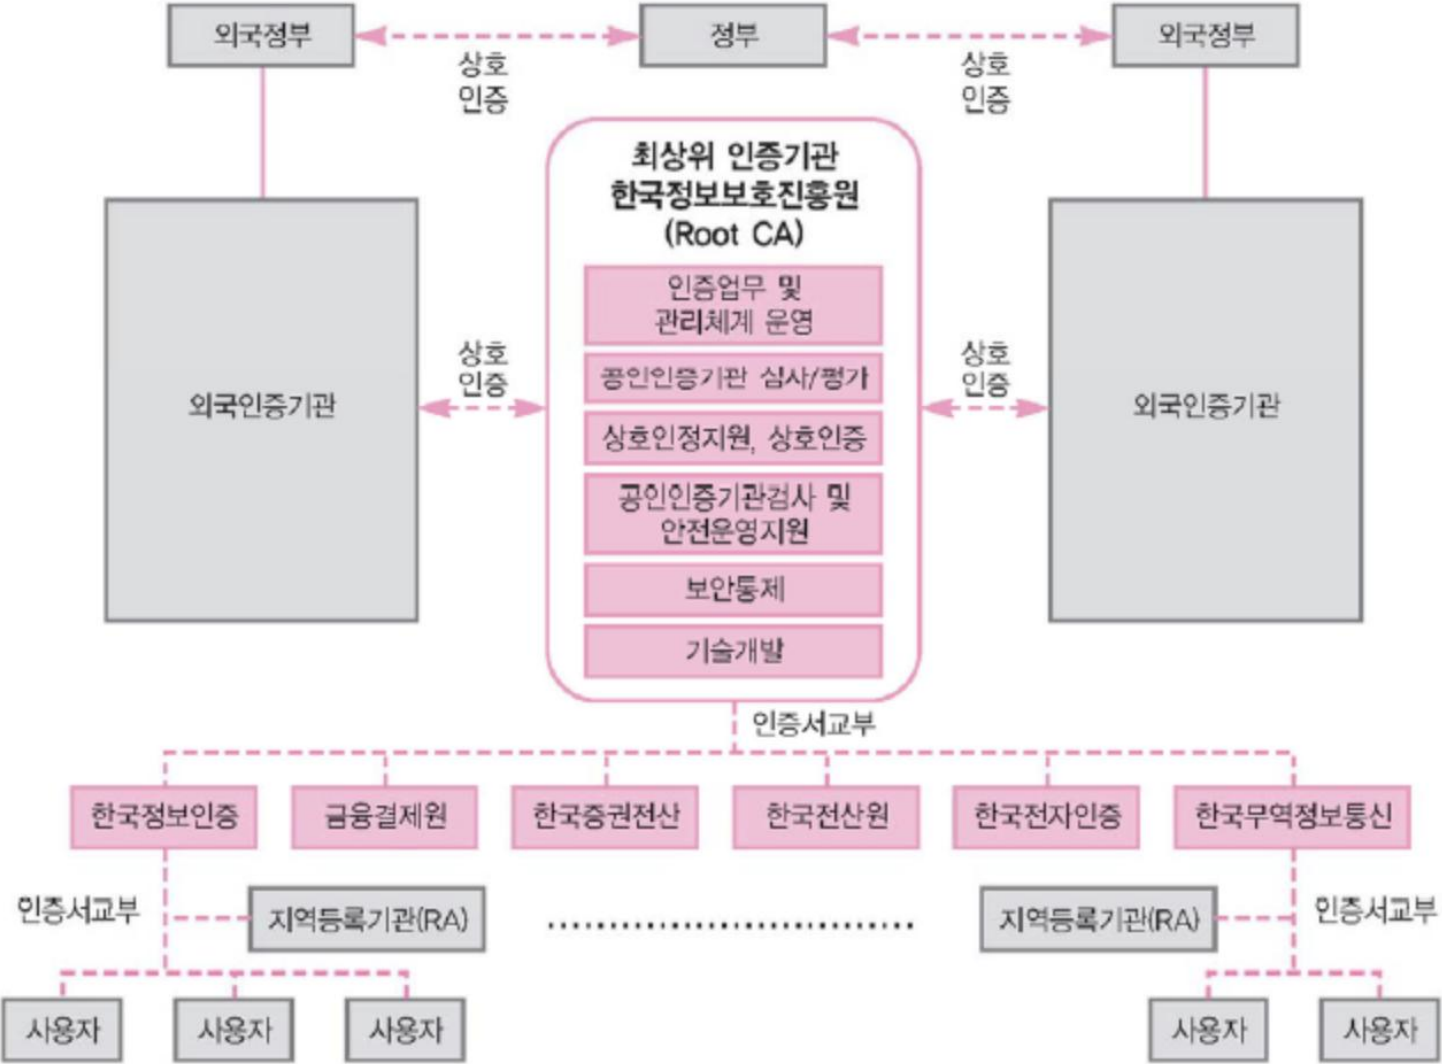 외국정부
정부
외국정부
상호
인증
상호
인증
최상위 인증기관
한국정보보호진흥원
(Root CA)
인증업무 및
관리체계 운영
공인인증기관 심사/평가
상호인정지원, 상호인증
공인인증기관검사 및
안전운영지원
보안통제
기술개발
외국인증기관
상호
인증
상호
인증
외국인증기관
인증서교부
한국정보인증
금융결제원
한국증권전산
한국전산원
한국전자인증
한국무역정보통신
인증서교부
지역등록기관(RA)
지역등록기관(RA)
인증서교부
사용자
사용자
사용자
사용자
사용자